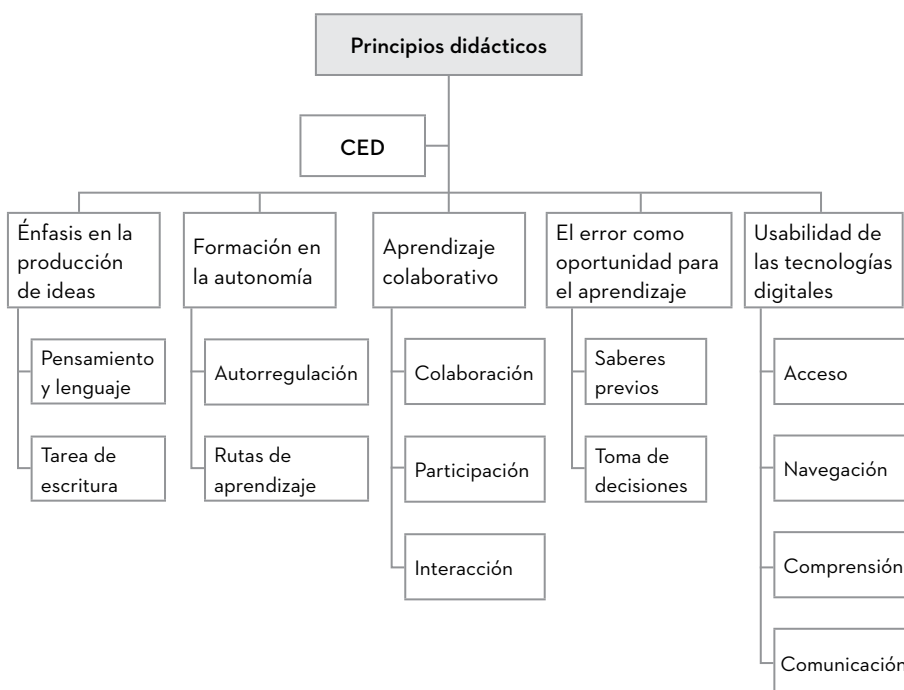 Principios didácticos
CED
Énfasis en la
producción
de ideas
Pensamiento
y lenguaje
Tarea de
escritura
Formación en
la autonomía
Autorregulación
Rutas de
aprendizaje
Aprendizaje
colaborativo
Colaboración
Participación
Interacción
El error como
oportunidad para
el aprendizaje
Saberes
previos
Toma de
decisiones
Usabilidad de
las tecnologías
digitales
Acceso
Navegación
Comprensión
Comunicación